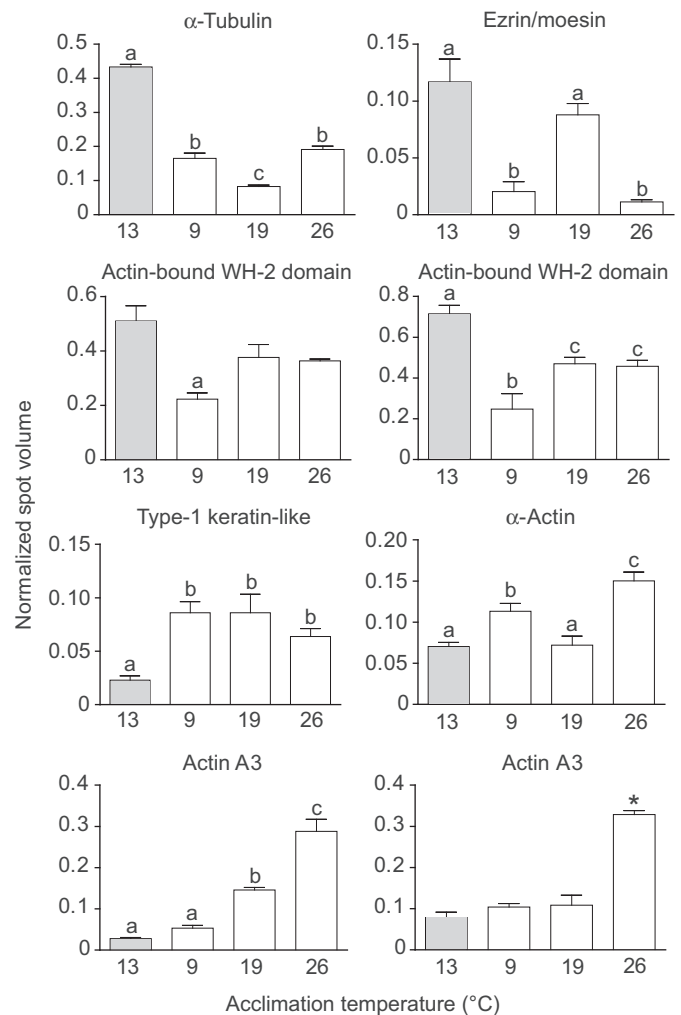 α-Tubulin
0.5
0.4
0.3
0.2
0.1
0
a
b
c
b
13 9 19 26
Ezrin/moesin
0.15
0.10
0.05
0
a
b
a
b
13 9 19 26
Actin-bound WH-2 domain
0.6
0.4
0.2
0
a
13 9 19 26
Actin-bound WH-2 domain
0.8
0.6
0.4
0.2
0
a
b
c
c
13 9 19 26
Normalized spot volume
Type-1 keratin-like
0.15
0.10
0.05
0
a
b
b
b
13 9 19 26
α-Actin
0.20
0.15
0.10
0.05
0
a
b
a
c
13 9 19 26
Actin A3
0.4
0.3
0.2
0.1
0
a
a
b
c
13 9 19 26
Actin A3
0.4
0.3
0.2
0.1
0
*
13 9 19 26
Acclimation temperature (°C)